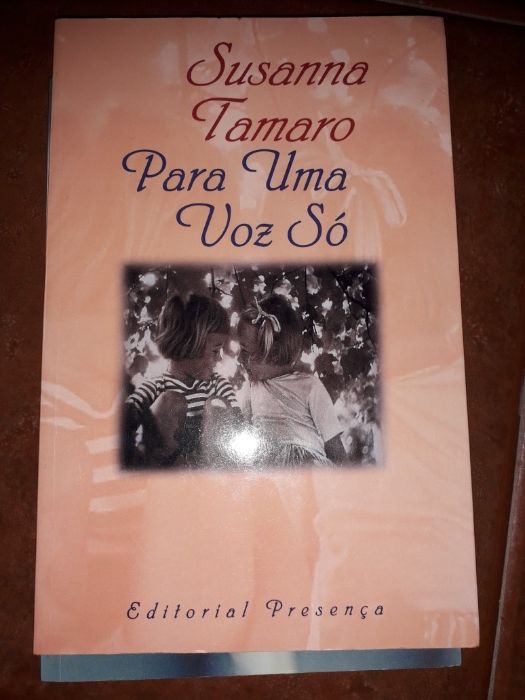 Susanna
Tamaro
Para Uma
Voz Só
Editorial Presença